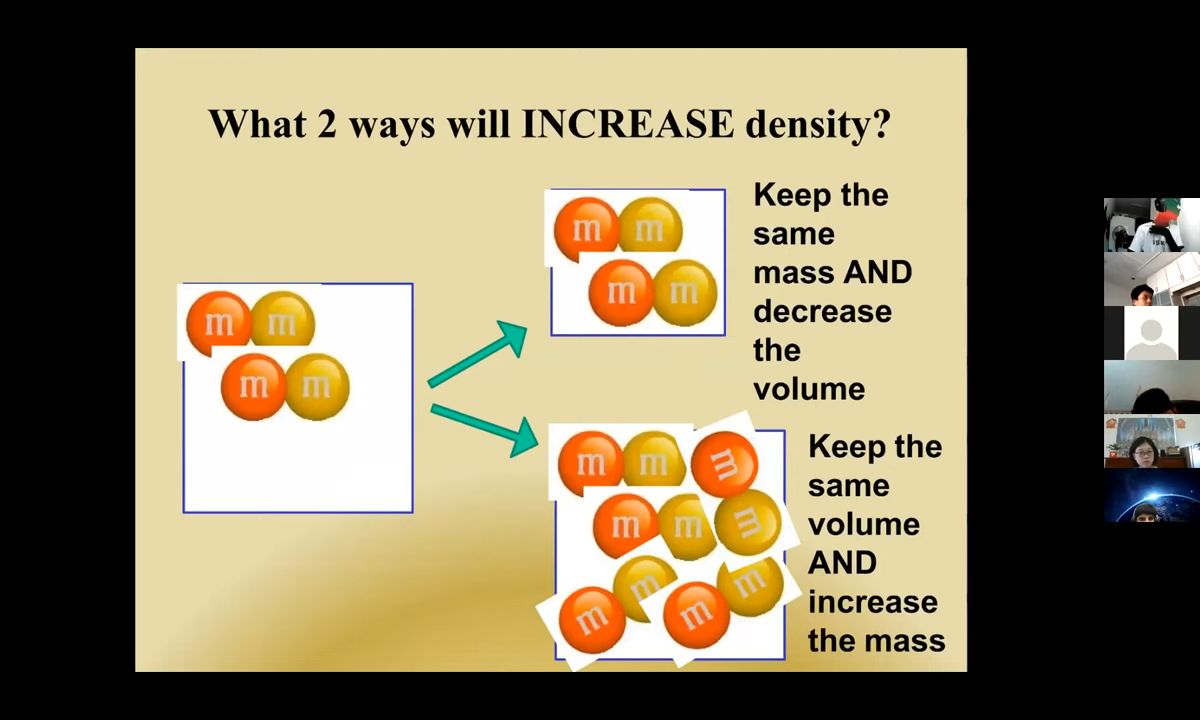 What 2 ways will INCREASE density?
m m
m m
m m
m m
Keep the
same
mass AND
decrease
the
volume
m m m
m m m
m m
m m
Keep the
same
volume
AND
increase
the mass